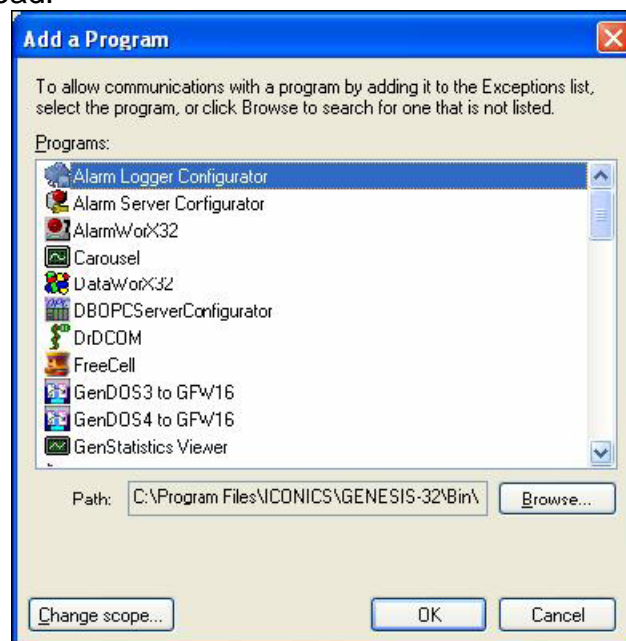 Add a Program
To allow communications with a program by adding it to the Exceptions list,
select the program, or click Browse to search for one that is not listed.
Programs:
Alarm Logger Configurator
Alarm Server Configurator
AlarmWorX32
Carousel
DataWorX32
DBOPCServerConfigurator
DrDCOM
FreeCell
GenDOS3 to GFW16
GenDOS4 to GFW16
GenStatistics Viewer
Path: C:\Program Files\ICONICS\GENESIS-32\Bin\ Browse...
Change scope... OK Cancel